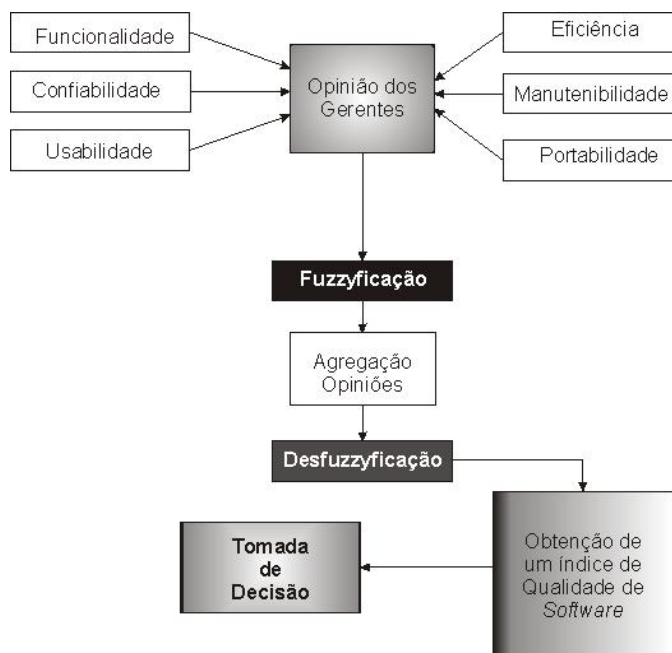 Funcionalidade
Confiabilidade
Usabilidade
Opinião dos
Gerentes
Eficiência
Manutenibilidade
Portabilidade
Fuzzyficação
Agregação
Opiniões
Desfuzzyficação
Obtenção de
um índice de
Qualidade de
Software
Tomada
de
Decisão